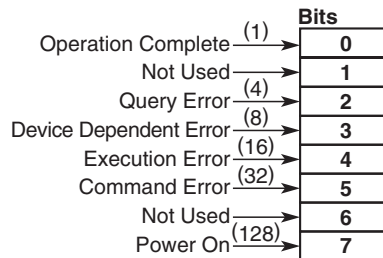 Bits
Operation Complete (1) 0
Not Used 1
Query Error (4) 2
Device Dependent Error (8) 3
Execution Error (16) 4
Command Error (32) 5
Not Used 6
Power On (128) 7